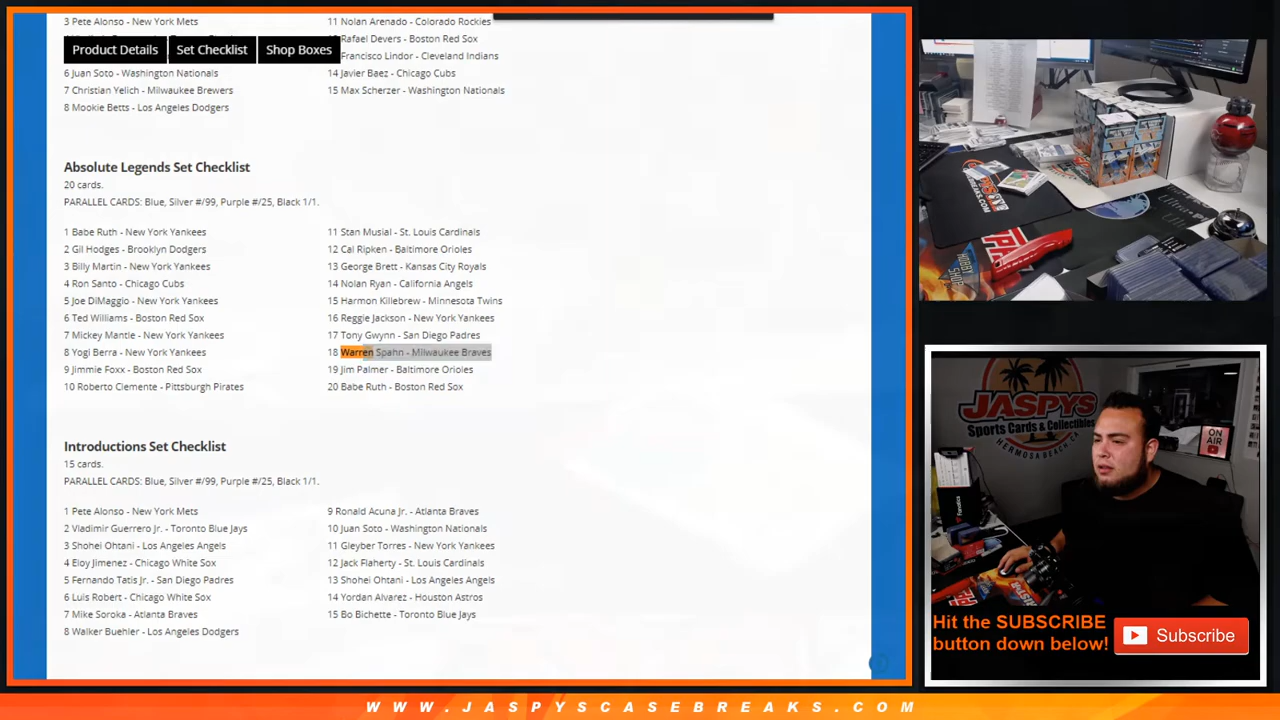 3 Pete Alonso - New York Mets
11 Nolan Arenado - Colorado Rockies
Rafael Devers - Boston Red Sox
Product Details
Set Checklist
Shop Boxes
Francisco Lindor - Cleveland Indians
6 Juan Soto - Washington Nationals
14 Javier Baez - Chicago Cubs
7 Christian Yelich - Milwaukee Brewers
15 Max Scherzer - Washington Nationals
8 Mookie Betts - Los Angeles Dodgers
Absolute Legends Set Checklist
20 cards.
PARALLEL CARDS: Blue, Silver #/99, Purple #/25, Black 1/1.
1 Babe Ruth - New York Yankees
2 Gil Hodges - Brooklyn Dodgers
3 Billy Martin - New York Yankees
4 Ron Santo - Chicago Cubs
5 Joe DiMaggio - New York Yankees
6 Ted Williams - Boston Red Sox
7 Mickey Mantle - New York Yankees
8 Yogi Berra - New York Yankees
9 Jimmie Foxx - Boston Red Sox
10 Roberto Clemente - Pittsburgh Pirates
11 Stan Musial - St. Louis Cardinals
12 Cal Ripken - Baltimore Orioles
13 George Brett - Kansas City Royals
14 Nolan Ryan - California Angels
15 Harmon Killebrew - Minnesota Twins
16 Reggie Jackson - New York Yankees
17 Tony Gwynn - San Diego Padres
18 Warren Spahn - Milwaukee Braves
19 Jim Palmer - Baltimore Orioles
20 Babe Ruth - Boston Red Sox
Introductions Set Checklist
15 cards.
PARALLEL CARDS: Blue, Silver #/99, Purple #/25, Black 1/1.
1 Pete Alonso - New York Mets
2 Vladimir Guerrero Jr. - Toronto Blue Jays
3 Shohei Ohtani - Los Angeles Angels
4 Eloy Jimenez - Chicago White Sox
5 Fernando Tatis Jr. - San Diego Padres
6 Luis Robert - Chicago White Sox
7 Mike Soroka - Atlanta Braves
8 Walker Buehler - Los Angeles Dodgers
9 Ronald Acuna Jr. - Atlanta Braves
10 Juan Soto - Washington Nationals
11 Gleyber Torres - New York Yankees
12 Jack Flaherty - St. Louis Cardinals
13 Shohei Ohtani - Los Angeles Angels
14 Yordan Alvarez - Houston Astros
15 Bo Bichette - Toronto Blue Jays
JASPYS
Sports Cards & Collectibles
HERMOSA BEACH, CA
ON AIR
Hit the SUBSCRIBE
button down below!
Subscribe
WWW.JASPYSCASEBREAKS.COM